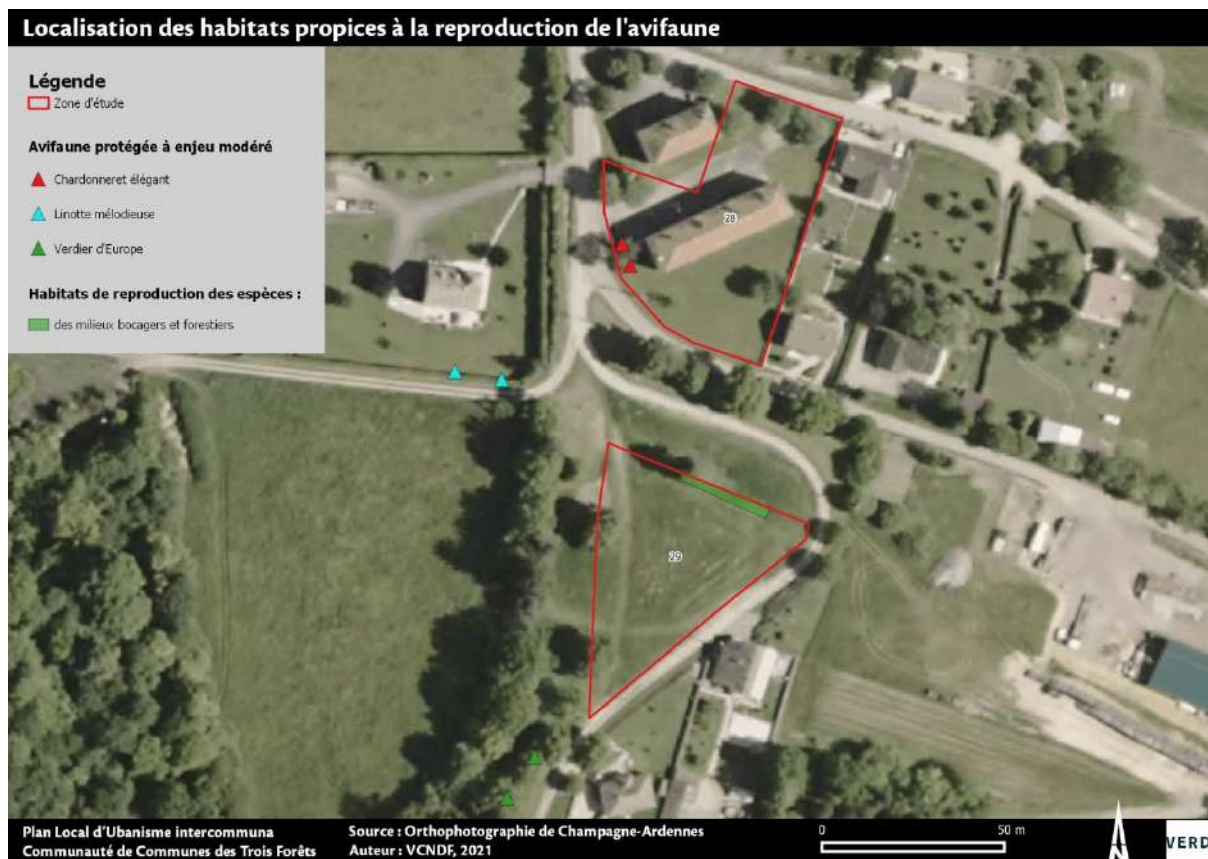 Localisation des habitats propices à la reproduction de l'avifaune
Légende
Zone d'étude
Avifaune protégée à enjeu modéré
Chardonneret élégant
Linotte mélodieuse
Verdier d'Europe
Habitats de reproduction des espèces :
des milieux bocagers et forestiers
28
29
Plan Local d'Ubanisme intercommuna
Communauté de Communes des Trois Forêts
Source : Orthophotographie de Champagne-Ardennes
Auteur : VCNDF, 2021
0 50 m
N
VERD